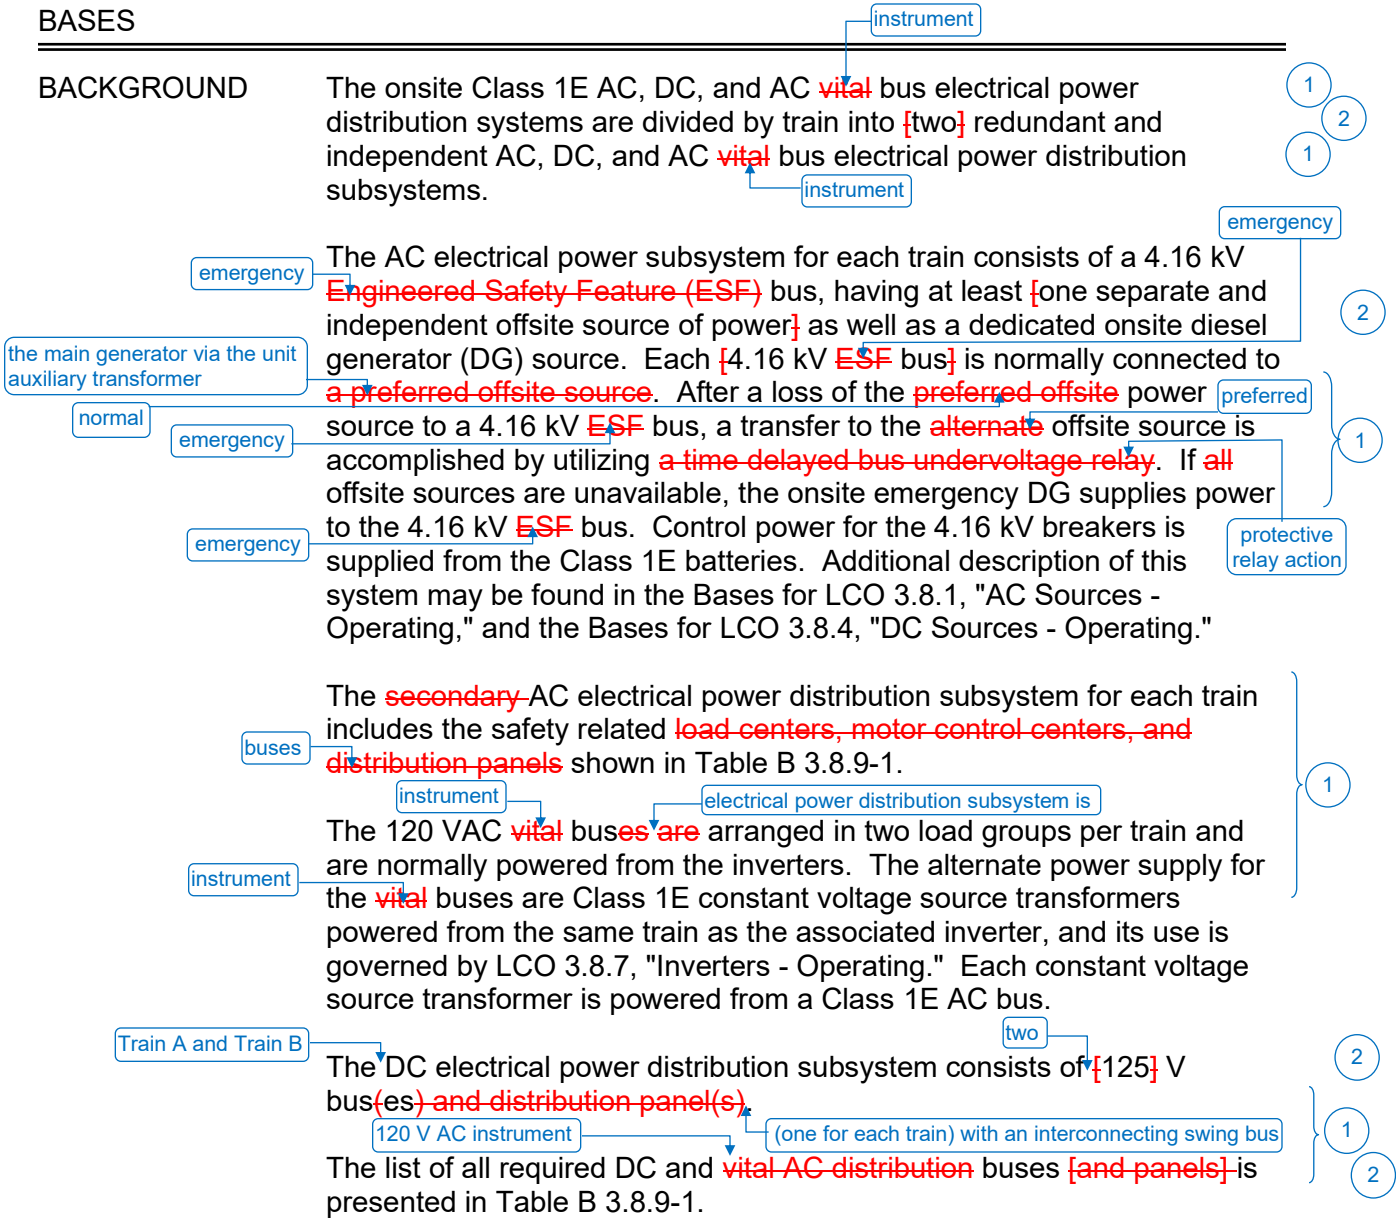 BASES
instrument
BACKGROUND The onsite Class 1E AC, DC, and AC vital bus electrical power 1
distribution systems are divided by train into [two] redundant and 2
independent AC, DC, and AC vital bus electrical power distribution 1
subsystems.
instrument
emergency
The AC electrical power subsystem for each train consists of a 4.16 kV
emergency
Engineered Safety Feature (ESF) bus, having at least [one separate and
independent offsite source of power] as well as a dedicated onsite diesel 2
the main generator via the unit
auxiliary transformer
generator (DG) source. Each [4.16 kV ESF bus] is normally connected to
a preferred offsite source. After a loss of the preferred offsite power
preferred
normal
source to a 4.16 kV ESF bus, a transfer to the alternate offsite source is
emergency
1
accomplished by utilizing a time delayed bus undervoltage relay. If all
offsite sources are unavailable, the onsite emergency DG supplies power
to the 4.16 kV ESF bus. Control power for the 4.16 kV breakers is
emergency
protective
relay action
supplied from the Class 1E batteries. Additional description of this
system may be found in the Bases for LCO 3.8.1, "AC Sources -
Operating," and the Bases for LCO 3.8.4, "DC Sources - Operating."
The secondary AC electrical power distribution subsystem for each train
includes the safety related load centers, motor control centers, and
buses
distribution panels shown in Table B 3.8.9-1.
1
instrument
electrical power distribution subsystem is
The 120 VAC vital buses are arranged in two load groups per train and
are normally powered from the inverters. The alternate power supply for
instrument
the vital buses are Class 1E constant voltage source transformers
powered from the same train as the associated inverter, and its use is
governed by LCO 3.8.7, "Inverters - Operating." Each constant voltage
source transformer is powered from a Class 1E AC bus.
Train A and Train B
two
The DC electrical power distribution subsystem consists of [125] V 2
bus(es) and distribution panel(s).
120 V AC instrument
(one for each train) with an interconnecting swing bus
1
The list of all required DC and vital AC distribution buses [and panels] is 2
presented in Table B 3.8.9-1.